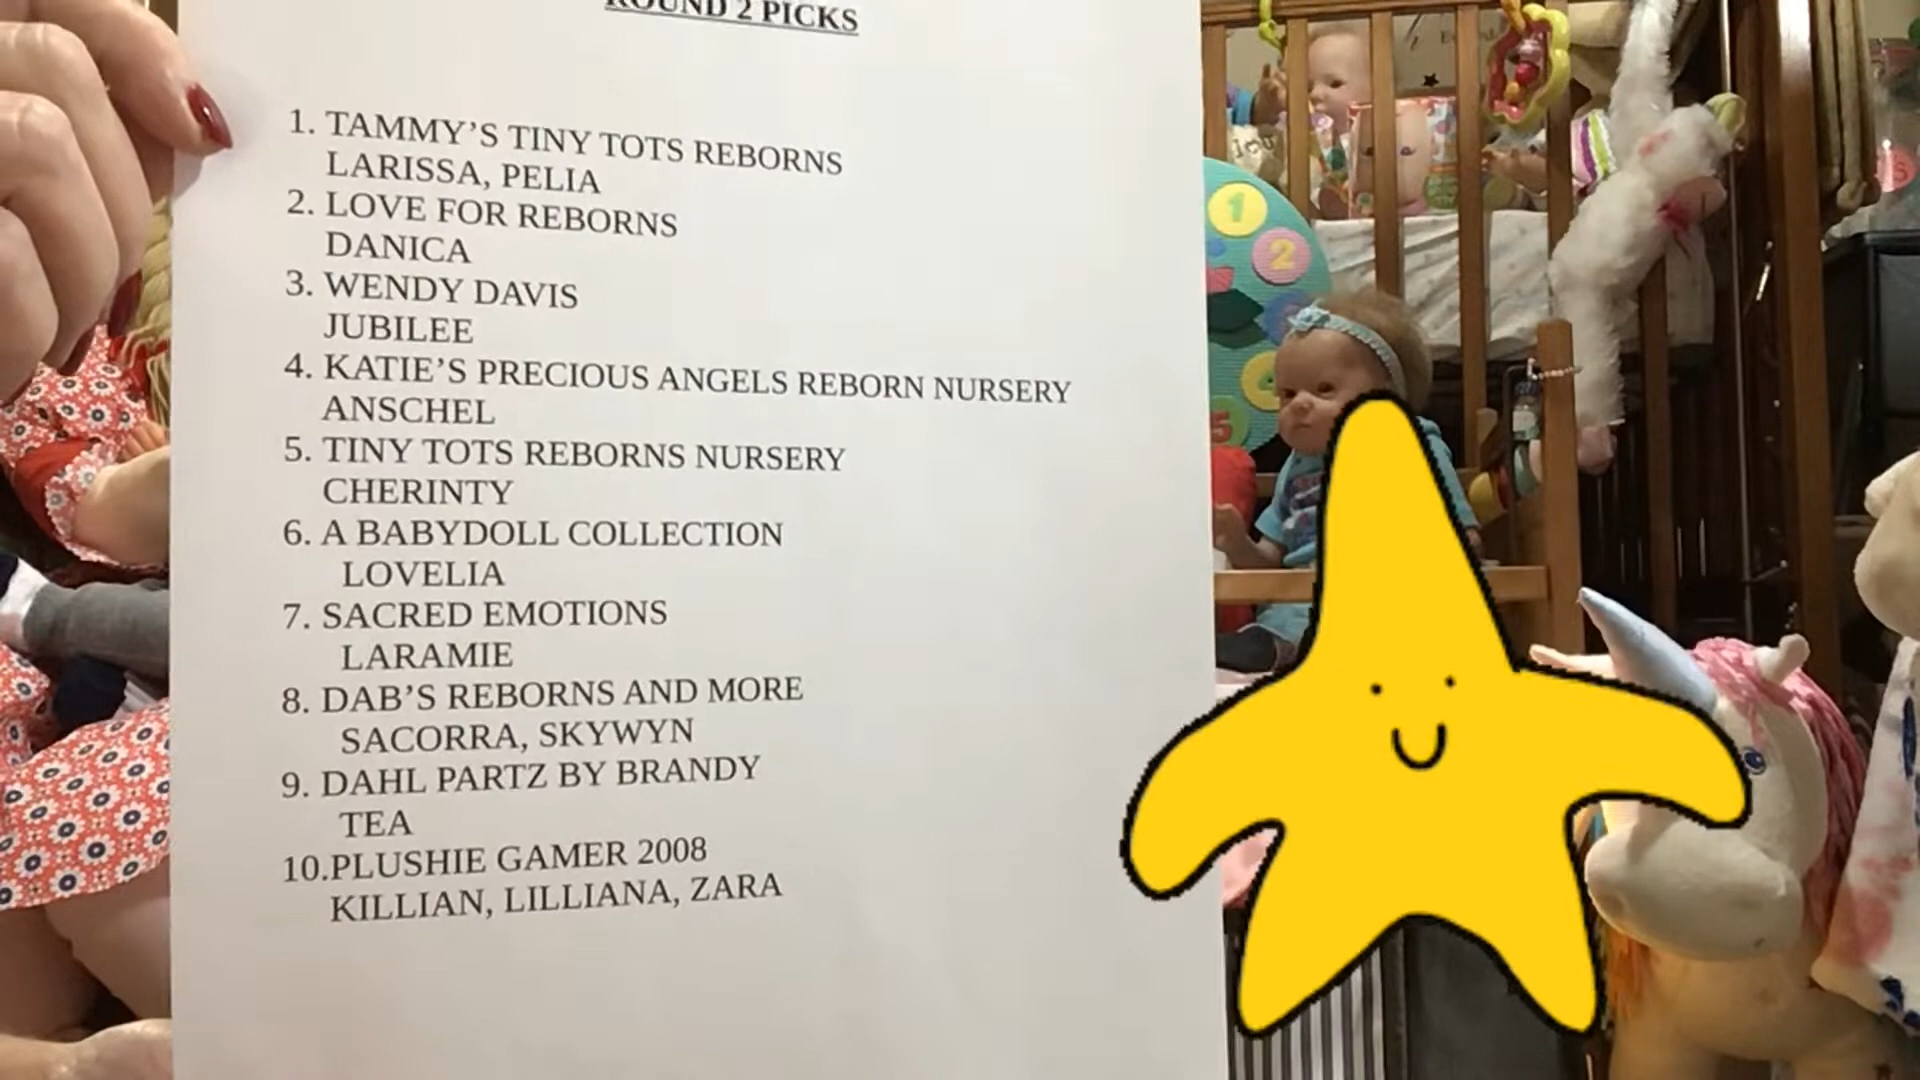 ROUND 2 PICKS
1. TAMMY’S TINY TOTS REBORNS
LARISSA, PELIA
2. LOVE FOR REBORNS
DANICA
3. WENDY DAVIS
JUBILEE
4. KATIE’S PRECIOUS ANGELS REBORN NURSERY
ANSCHEL
5. TINY TOTS REBORNS NURSERY
CHERINTY
6. A BABYDOLL COLLECTION
LOVELIA
7. SACRED EMOTIONS
LARAMIE
8. DAB’S REBORNS AND MORE
SACORRA, SKYWYN
9. DAHL PARTZ BY BRANDY
TEA
10.PLUSHIE GAMER 2008
KILLIAN, LILLIANA, ZARA
1
2
5